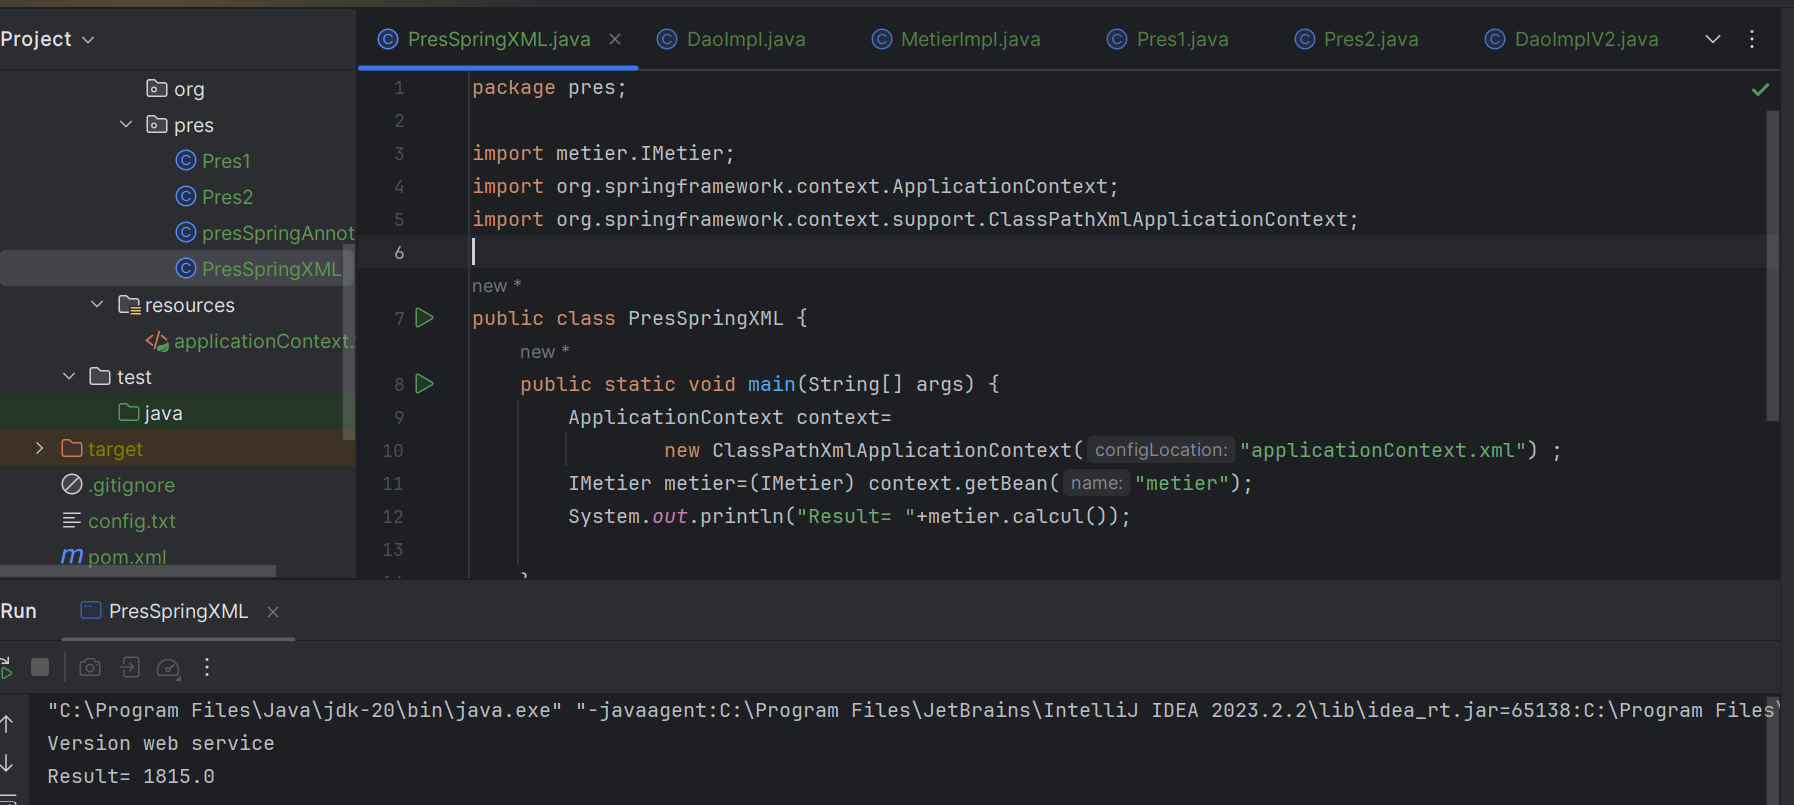 Project
PresSpringXML.java
DaoImpl.java
MetierImpl.java
Pres1.java
Pres2.java
DaoImplV2.java
org
pres
Pres1
Pres2
presSpringAnnot
PresSpringXML
resources
applicationContext.
test
java
target
.gitignore
config.txt
pom.xml
1 package pres;
2
3 import metier.IMetier;
4 import org.springframework.context.ApplicationContext;
5 import org.springframework.context.support.ClassPathXmlApplicationContext;
6
new *
7 public class PresSpringXML {
new *
8 public static void main(String[] args) {
9 ApplicationContext context=
10 new ClassPathXmlApplicationContext( configLocation: "applicationContext.xml") ;
11 IMetier metier=(IMetier) context.getBean( name: "metier");
12 System.out.println("Result= "+metier.calcul());
13
Run
PresSpringXML
"C:\Program Files\Java\jdk-20\bin\java.exe" "-javaagent:C:\Program Files\JetBrains\IntelliJ IDEA 2023.2.2\lib\idea_rt.jar=65138:C:\Program Files\
Version web service
Result= 1815.0